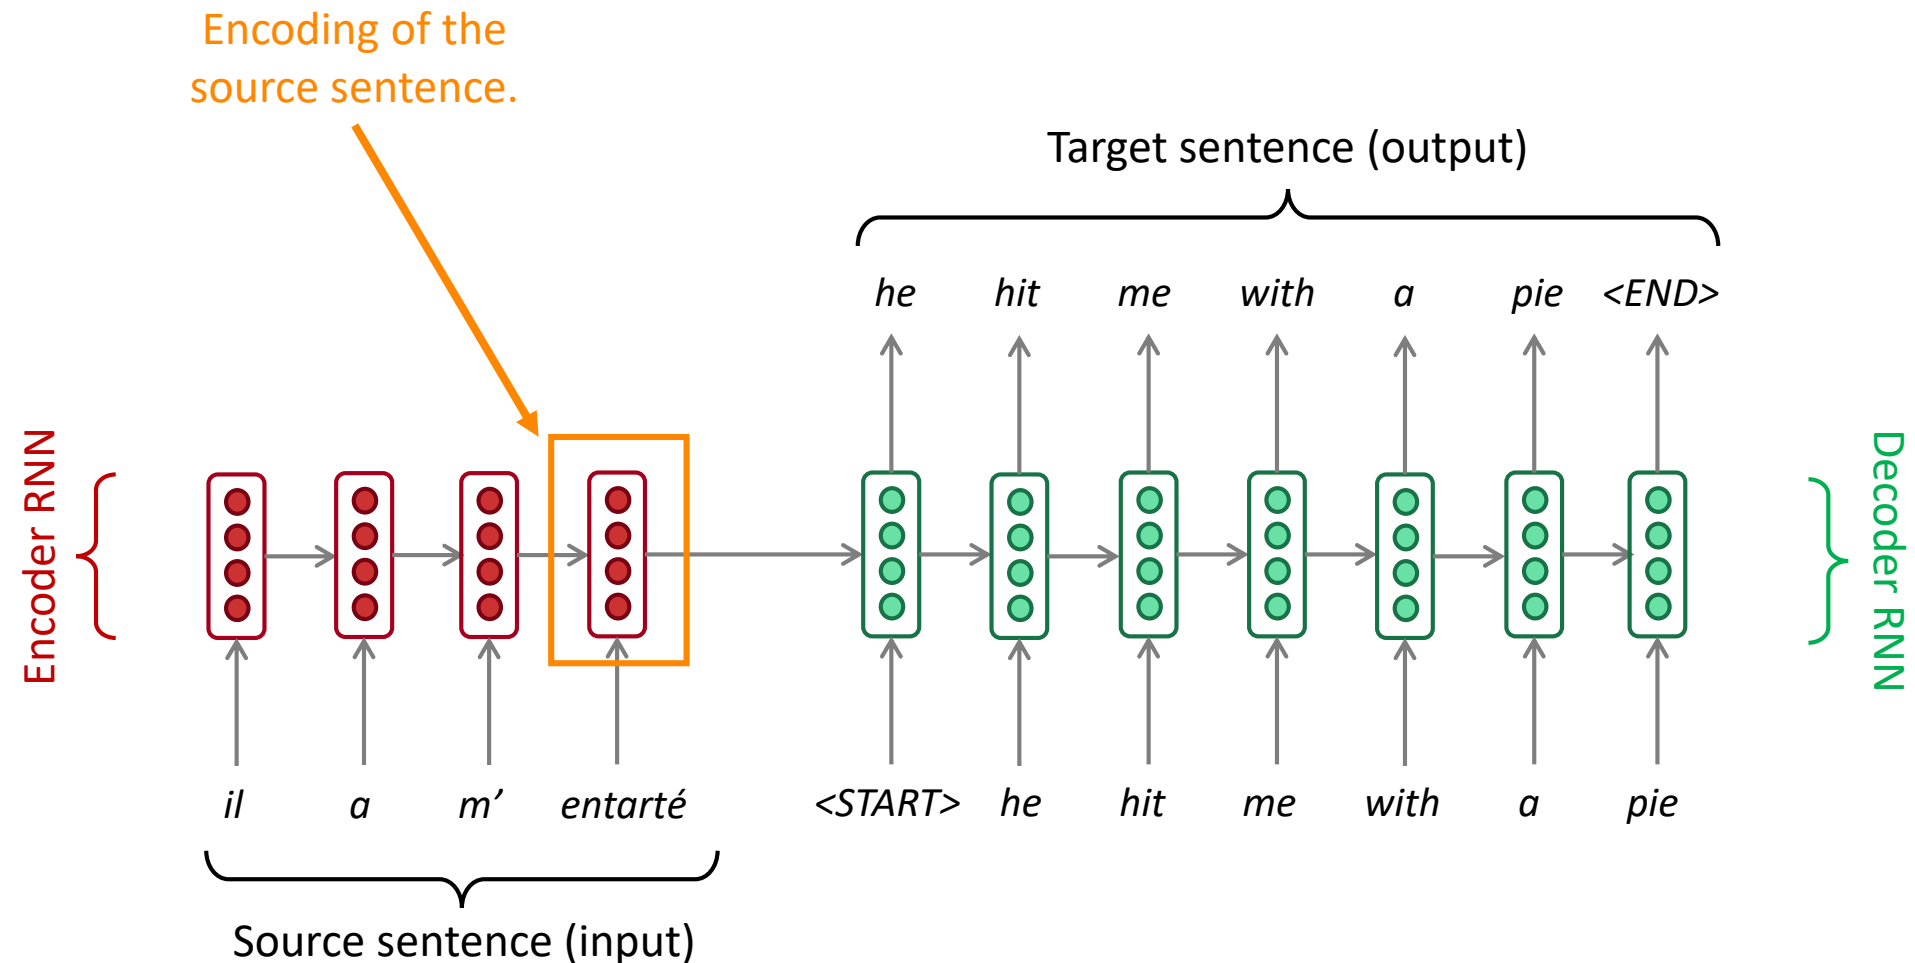 Encoding of the
source sentence.
Target sentence (output)
he hit me with a pie <END>
Encoder RNN
Decoder RNN
il a m’ entarté <START> he hit me with a pie
Source sentence (input)